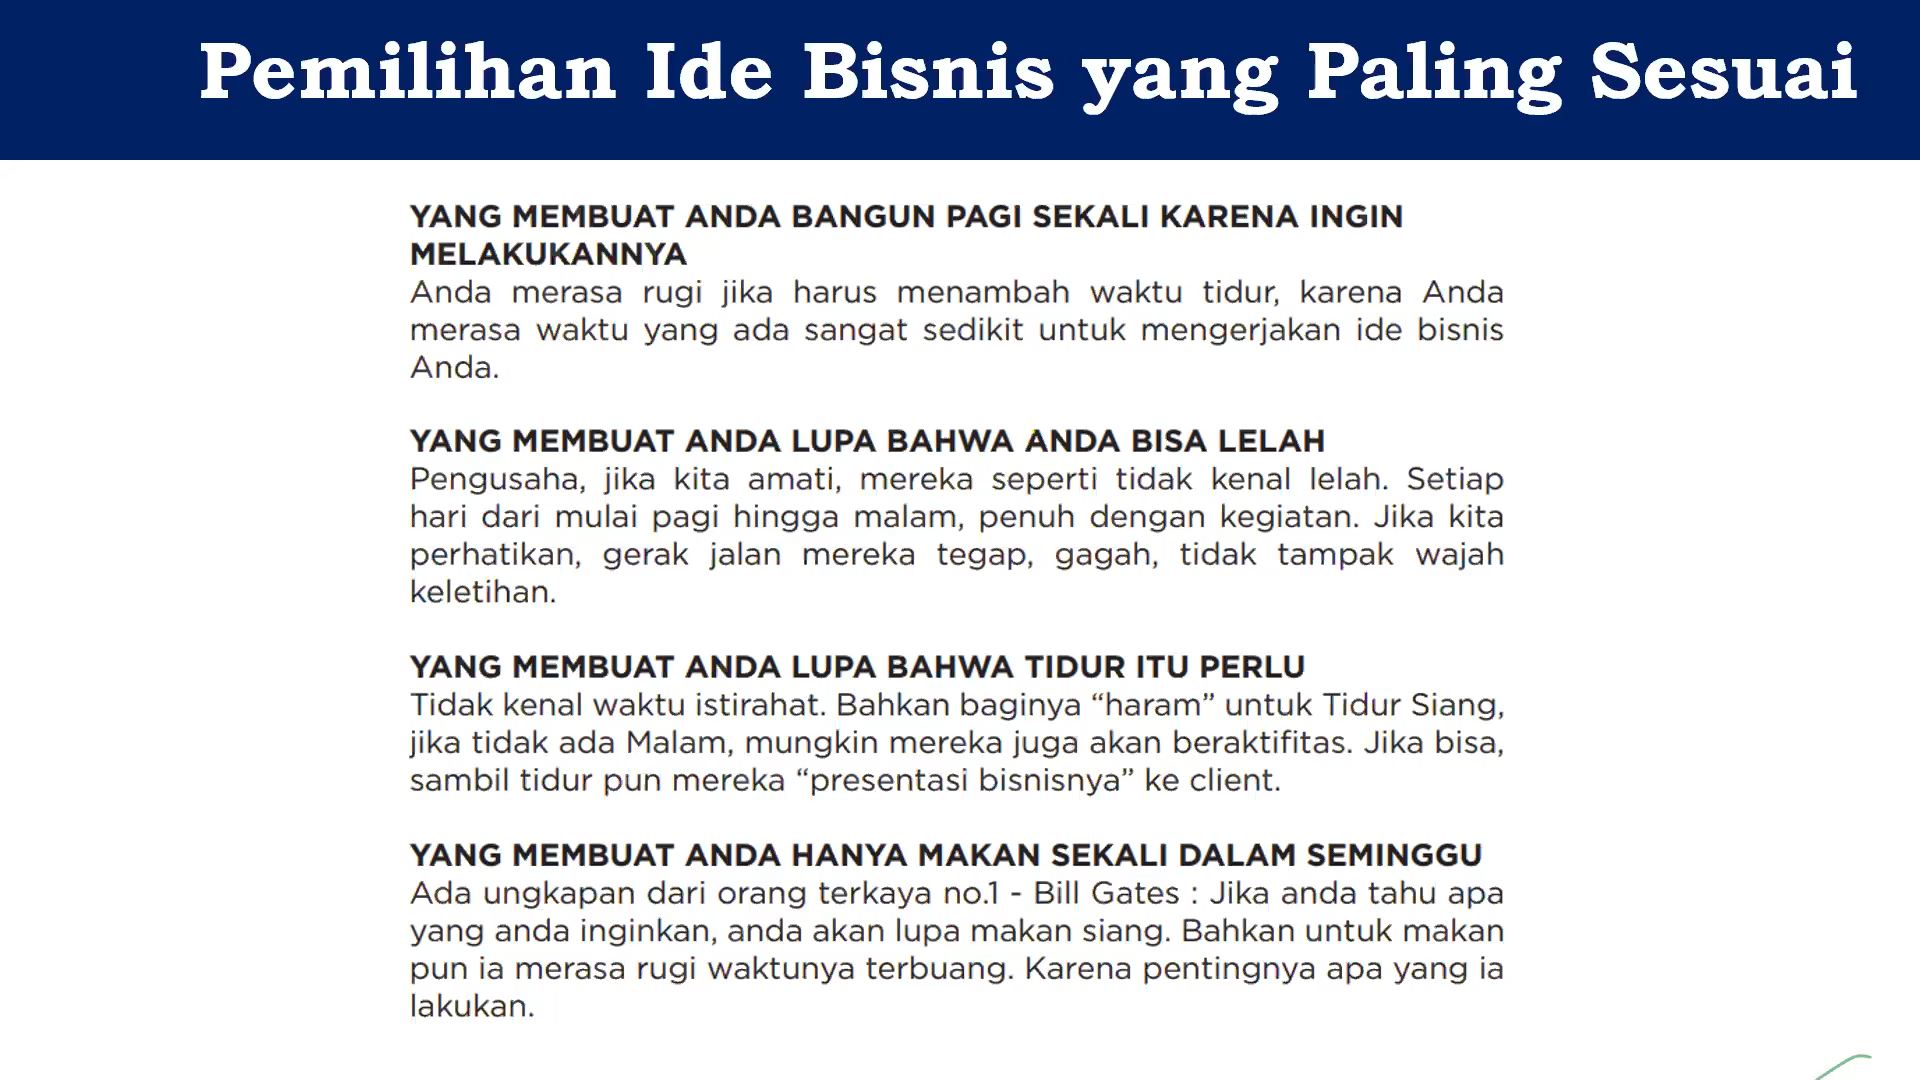 Pemilihan Ide Bisnis yang Paling Sesuai
YANG MEMBUAT ANDA BANGUN PAGI SEKALI KARENA INGIN
MELAKUKANNYA
Anda merasa rugi jika harus menambah waktu tidur, karena Anda
merasa waktu yang ada sangat sedikit untuk mengerjakan ide bisnis
Anda.
YANG MEMBUAT ANDA LUPA BAHWA ANDA BISA LELAH
Pengusaha, jika kita amati, mereka seperti tidak kenal lelah. Setiap
hari dari mulai pagi hingga malam, penuh dengan kegiatan. Jika kita
perhatikan, gerak jalan mereka tegap, gagah, tidak tampak wajah
keletihan.
YANG MEMBUAT ANDA LUPA BAHWA TIDUR ITU PERLU
Tidak kenal waktu istirahat. Bahkan baginya “haram” untuk Tidur Siang,
jika tidak ada Malam, mungkin mereka juga akan beraktifitas. Jika bisa,
sambil tidur pun mereka “presentasi bisnisnya” ke client.
YANG MEMBUAT ANDA HANYA MAKAN SEKALI DALAM SEMINGGU
Ada ungkapan dari orang terkaya no.1 - Bill Gates : Jika anda tahu apa
yang anda inginkan, anda akan lupa makan siang. Bahkan untuk makan
pun ia merasa rugi waktunya terbuang. Karena pentingnya apa yang ia
lakukan.